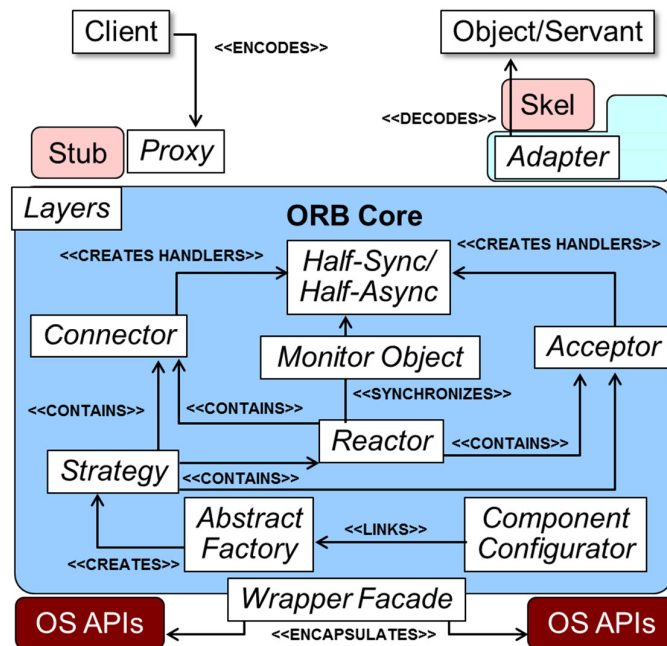 Client
Object/Servant
<<ENCODES>>
Skel
<<DECODES>>
Stub
Proxy
Adapter
Layers
ORB Core
<<CREATES HANDLERS>>
<<CREATES HANDLERS>>
Half-Sync/
Half-Async
Connector
Monitor Object
Acceptor
<<CONTAINS>>
<<CONTAINS>>
<<SYNCHRONIZES>>
Reactor
<<CONTAINS>>
Strategy
<<CONTAINS>>
Abstract
Factory
<<LINKS>>
Component
Configurator
<<CREATES>>
Wrapper Facade
OS APIs
<<ENCAPSULATES>>
OS APIs